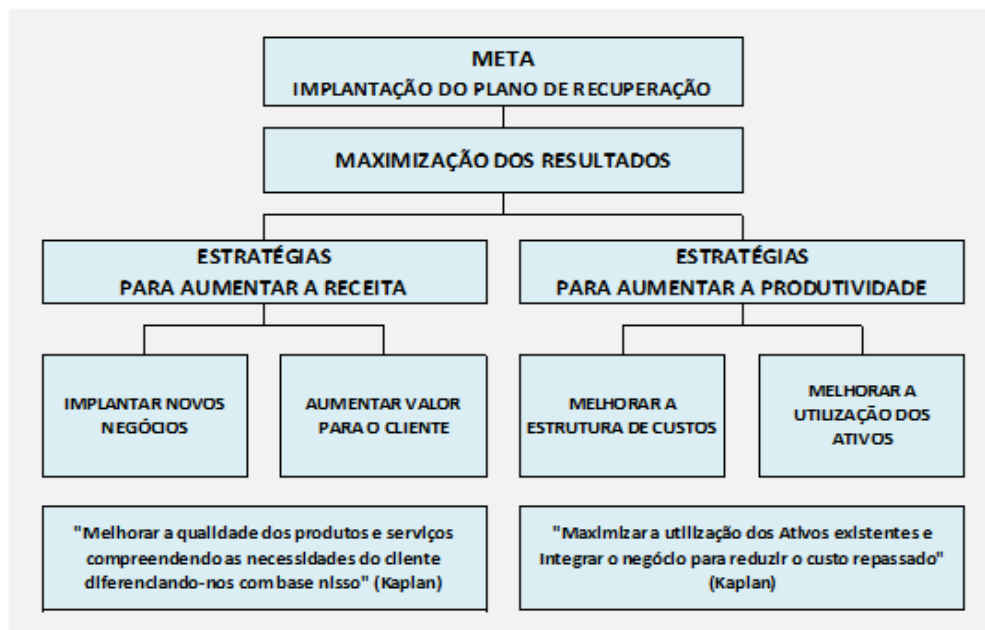 META
IMPLANTAÇÃO DO PLANO DE RECUPERAÇÃO
MAXIMIZAÇÃO DOS RESULTADOS
ESTRATÉGIAS
PARA AUMENTAR A RECEITA
ESTRATÉGIAS
PARA AUMENTAR A PRODUTIVIDADE
IMPLANTAR NOVOS
NEGÓCIOS
AUMENTAR VALOR
PARA O CLIENTE
MELHORAR A
ESTRUTURA DE CUSTOS
MELHORAR A
UTILIZAÇÃO DOS
ATIVOS
"Melhorar a qualidade dos produtos e serviços
compreendendo as necessidades do cliente
diferenciando-nos com base nisso" (Kaplan)
"Maximizar a utilização dos Ativos existentes e
Integrar o negócio para reduzir o custo repassado"
(Kaplan)